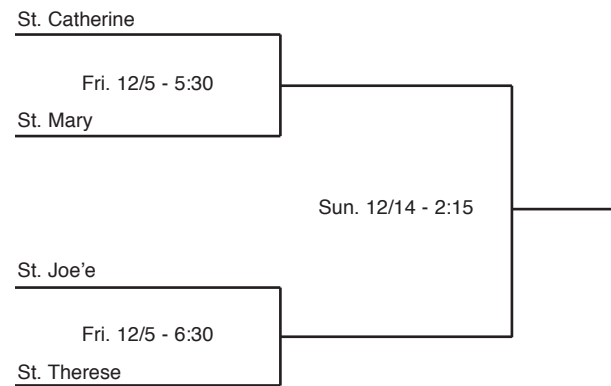 St. Catherine
Fri. 12/5 - 5:30
St. Mary
Sun. 12/14 - 2:15
St. Joe'e
Fri. 12/5 - 6:30
St. Therese